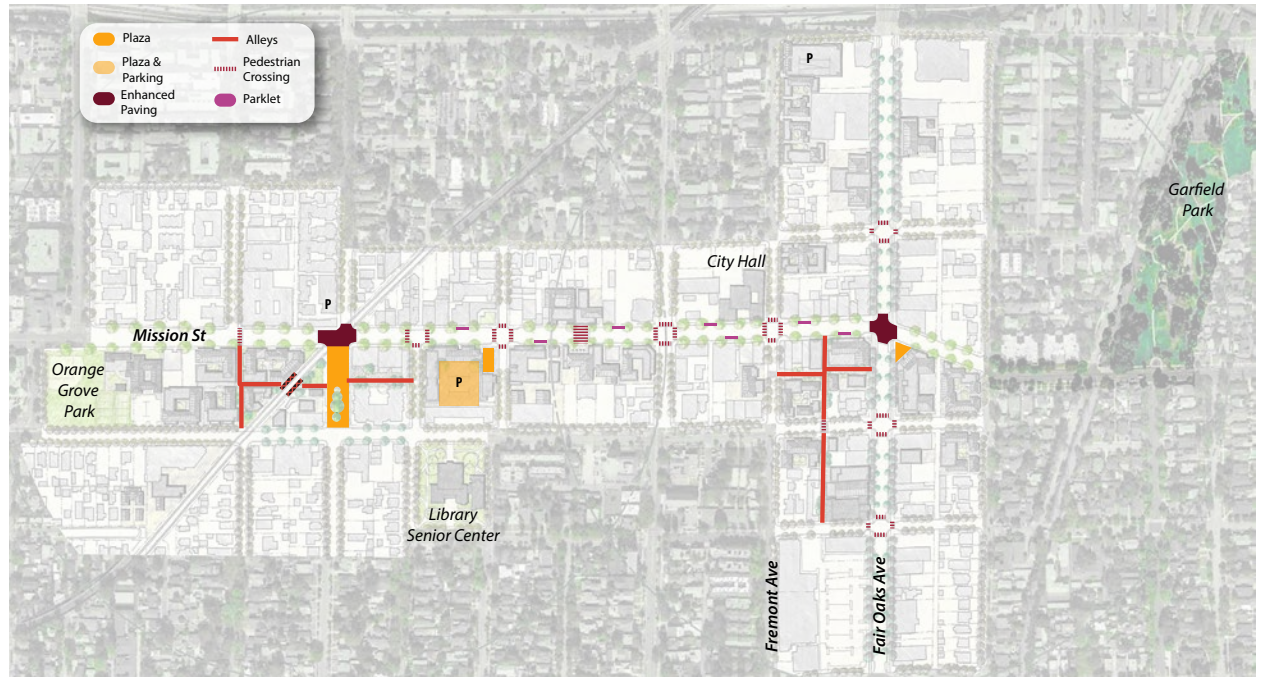 Plaza
Plaza &
Parking
Enhanced
Paving
Alleys
Pedestrian
Crossing
Parklet
P
Garfield
Park
City Hall
P
Mission St
Orange
Grove
Park
P
Library
Senior Center
Fremont Ave
Fair Oaks Ave